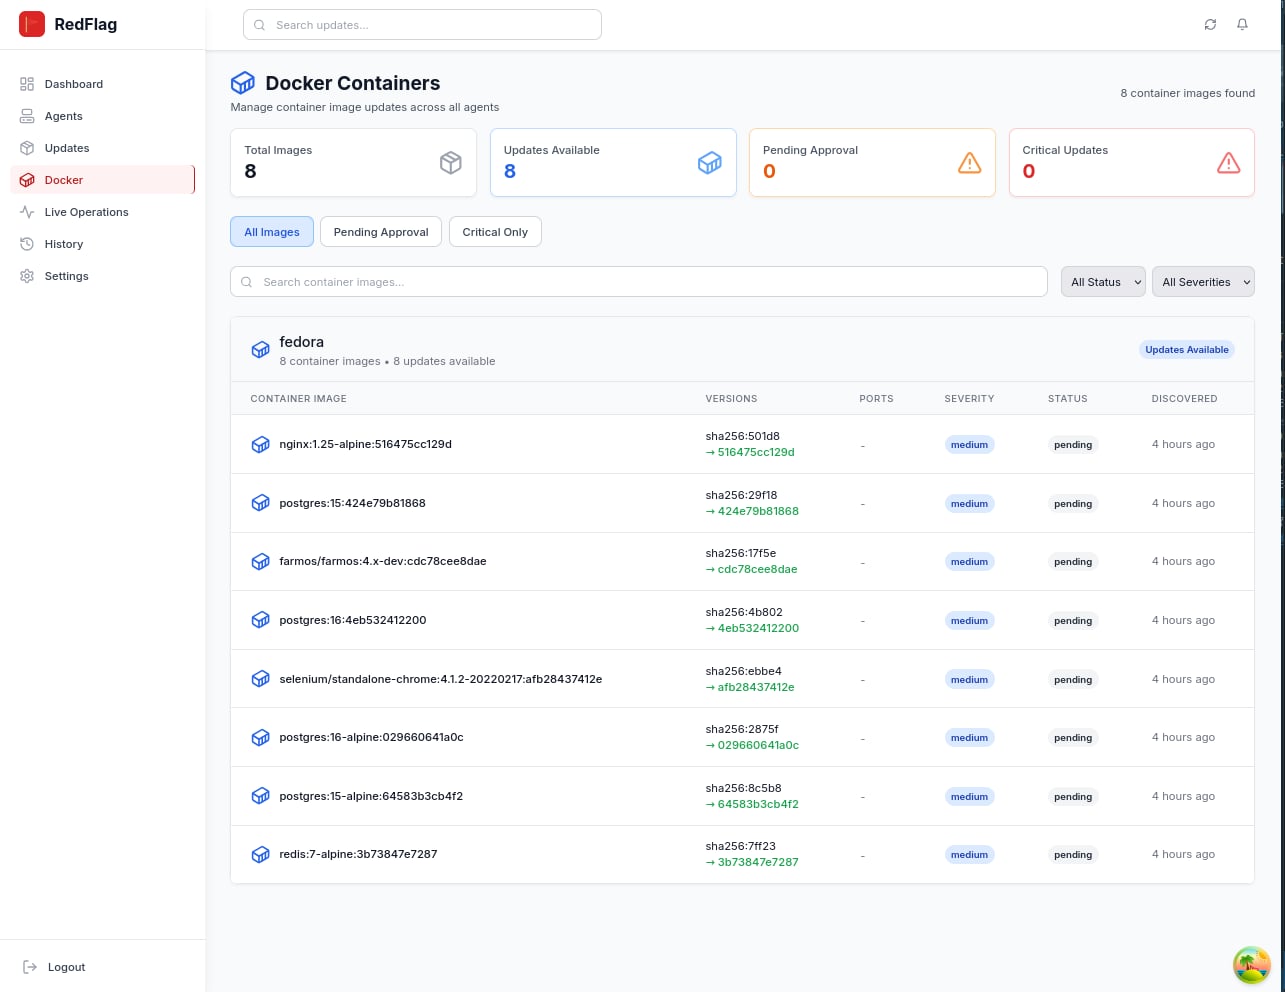 RedFlag
Search updates...
Dashboard
Agents
Updates
Docker
Live Operations
History
Settings
Logout
Docker Containers
Manage container image updates across all agents
8 container images found
Total Images
8
Updates Available
8
Pending Approval
0
Critical Updates
0
All Images
Pending Approval
Critical Only
Search container images...
All Status
All Severities
fedora
8 container images • 8 updates available
Updates Available
CONTAINER IMAGE VERSIONS PORTS SEVERITY STATUS DISCOVERED
nginx:1.25-alpine:516475cc129d sha256:501d8 - medium pending 4 hours ago
→ 516475cc129d
postgres:15:424e79b81868 sha256:29f18 - medium pending 4 hours ago
→ 424e79b81868
farmos/farmos:4.x-dev:cdc78cee8dae sha256:17f5e - medium pending 4 hours ago
→ cdc78cee8dae
postgres:16:4eb532412200 sha256:4b802 - medium pending 4 hours ago
→ 4eb532412200
selenium/standalone-chrome:4.1.2-20220217:afb28437412e sha256:ebbe4 - medium pending 4 hours ago
→ afb28437412e
postgres:16-alpine:029660641a0c sha256:2875f - medium pending 4 hours ago
→ 029660641a0c
postgres:15-alpine:64583b3cb4f2 sha256:8c5b8 - medium pending 4 hours ago
→ 64583b3cb4f2
redis:7-alpine:3b73847e7287 sha256:7ff23 - medium pending 4 hours ago
→ 3b73847e7287